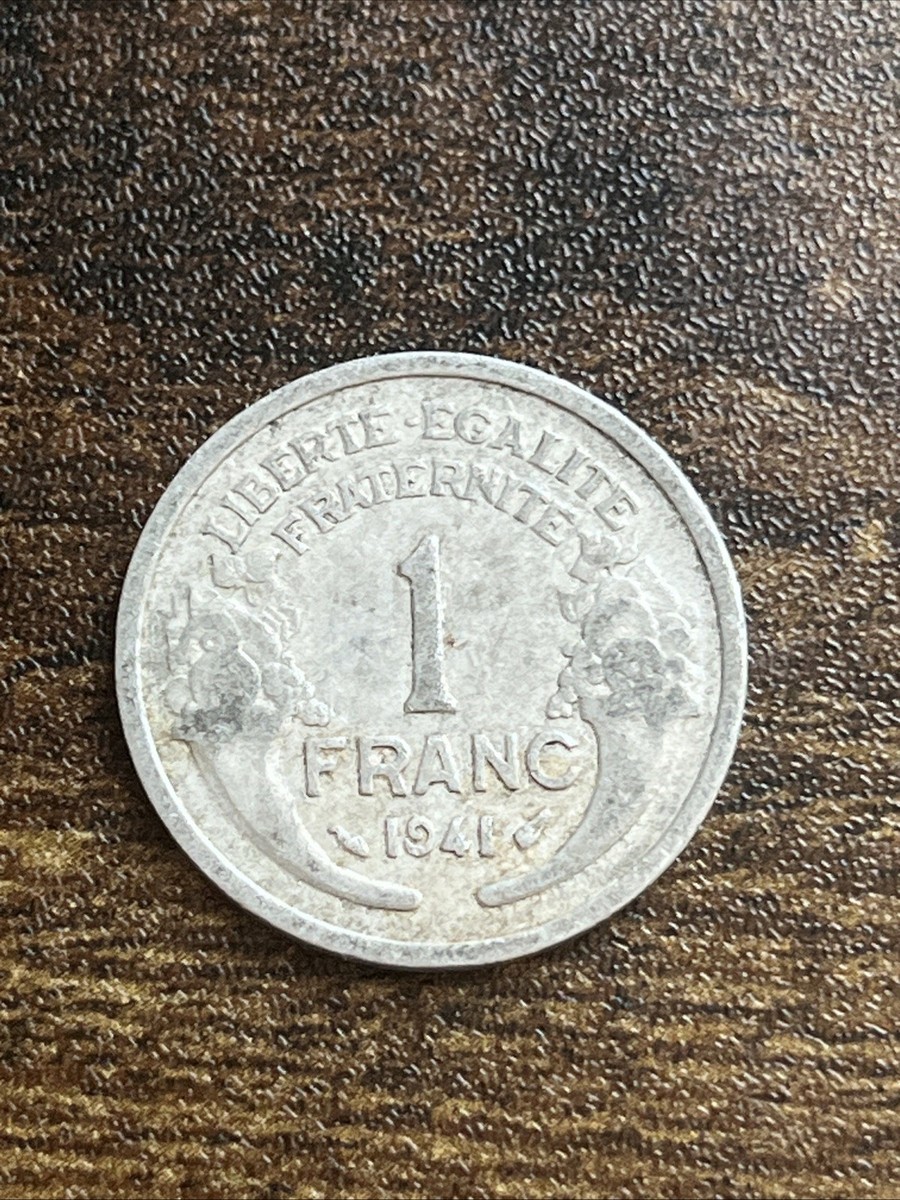 LIBERTE·EGALITE
FRATERNITE
1
FRANC
1941